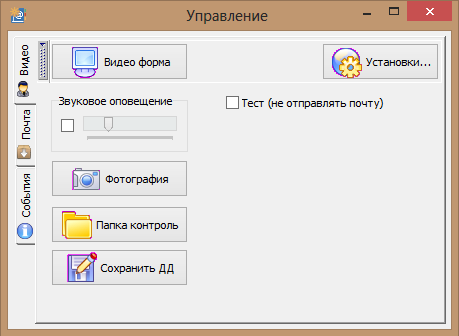 Управление
Видео
Почта
События
Видео форма
Установки...
Звуковое оповещение
Тест (не отправлять почту)
Фотография
Папка контроль
Сохранить ДД